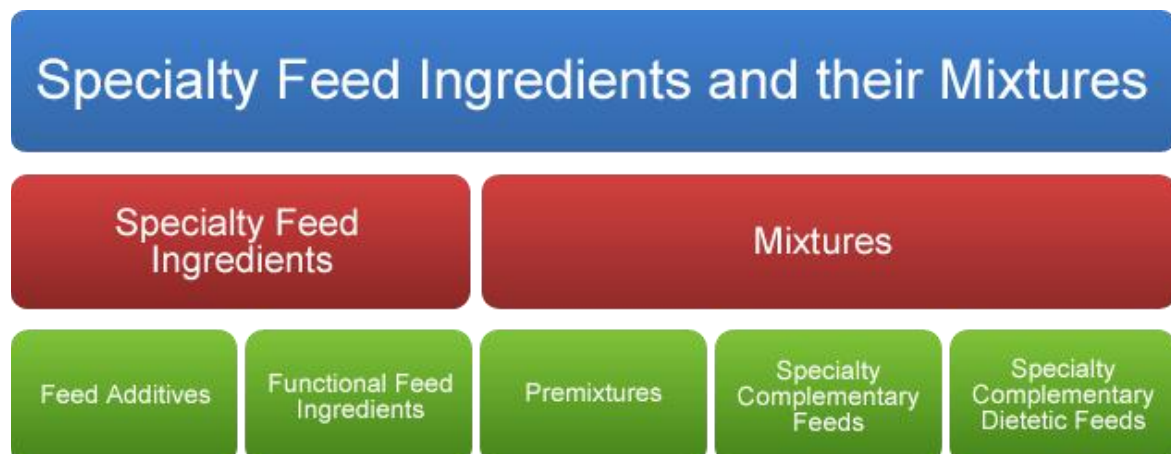 Specialty Feed Ingredients and their Mixtures
Specialty Feed
Ingredients
Mixtures
Feed Additives
Functional Feed
Ingredients
Premixtures
Specialty
Complementary
Feeds
Specialty
Complementary
Dietetic Feeds